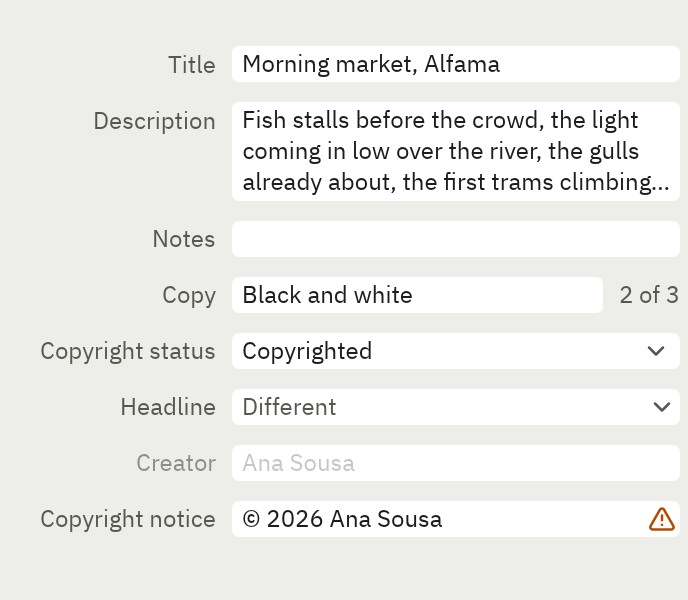 Title
Morning market, Alfama
Description
Fish stalls before the crowd, the light
coming in low over the river, the gulls
already about, the first trams climbing...
Notes
Copy
Black and white
2 of 3
Copyright status
Copyrighted
Headline
Different
Creator
Ana Sousa
Copyright notice
© 2026 Ana Sousa